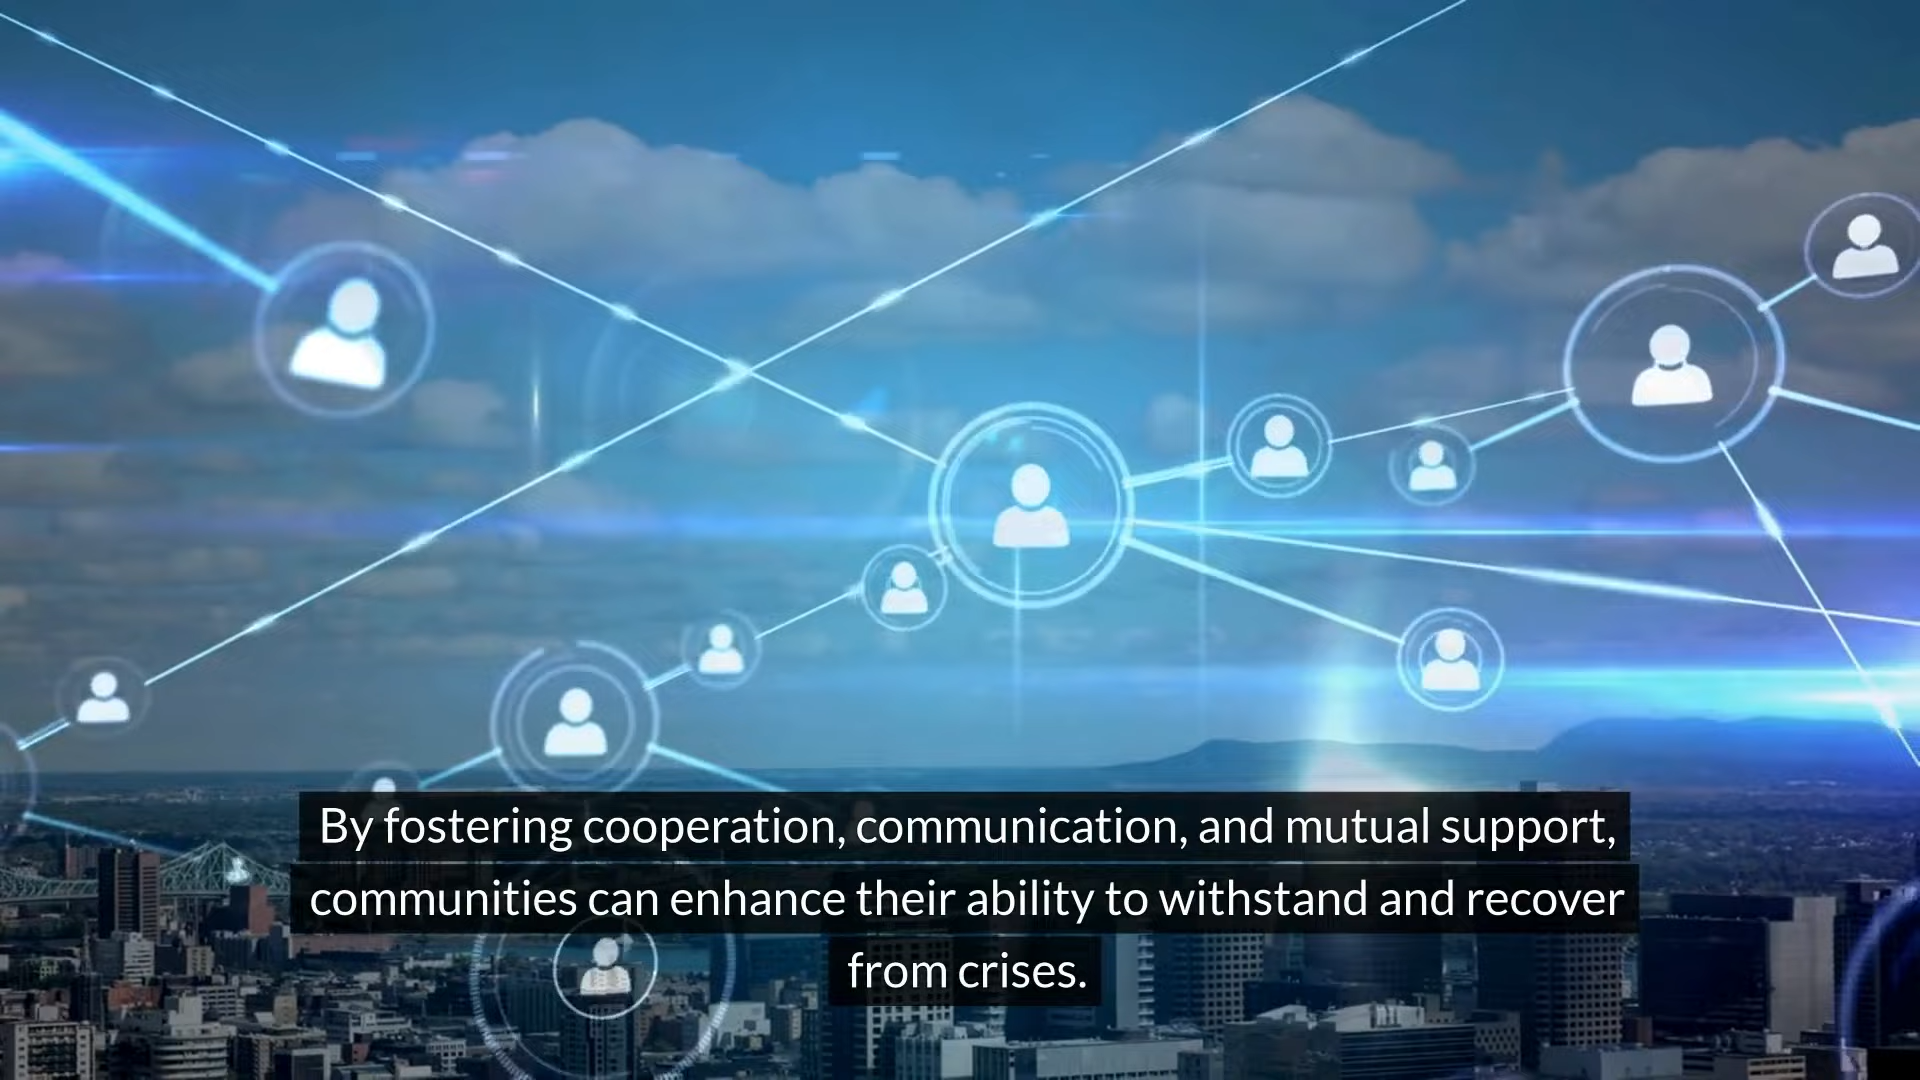 By fostering cooperation, communication, and mutual support,
communities can enhance their ability to withstand and recover
from crises.